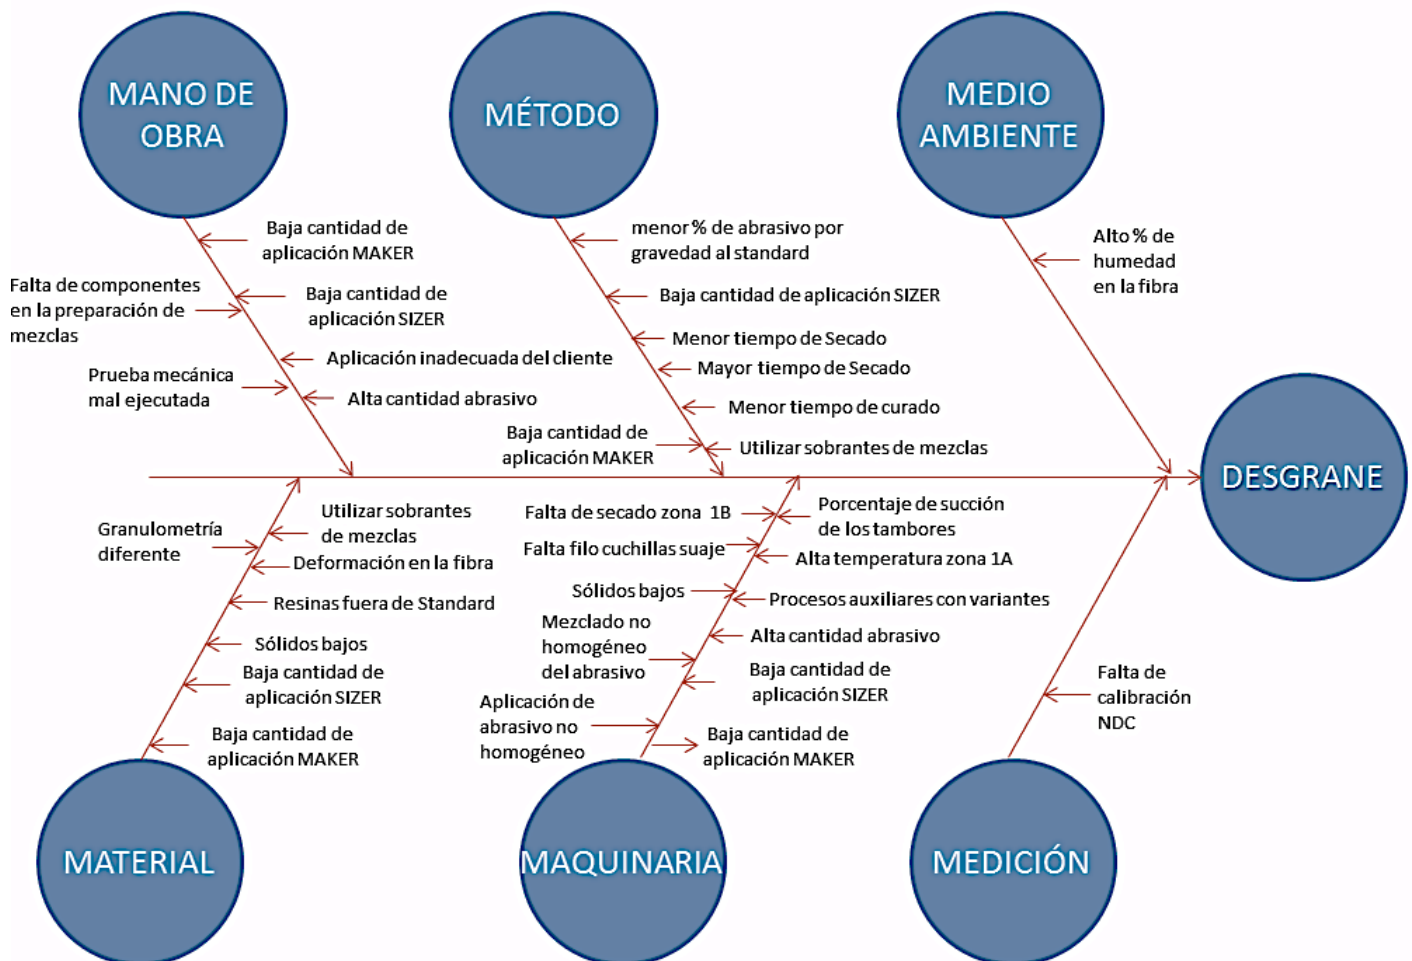 MANO DE
OBRA
MÉTODO
MEDIO
AMBIENTE
Baja cantidad de
aplicación MAKER
Falta de componentes
en la preparación de
mezclas
Baja cantidad de
aplicación SIZER
Aplicación inadecuada del cliente
Prueba mecánica
mal ejecutada
Alta cantidad abrasivo
menor % de abrasivo por
gravedad al standard
Baja cantidad de aplicación SIZER
Menor tiempo de Secado
Mayor tiempo de Secado
Menor tiempo de curado
Baja cantidad de
aplicación MAKER
Utilizar sobrantes de mezclas
Alto % de
humedad
en la fibra
DESGRANE
Granulometría
diferente
Utilizar sobrantes
de mezclas
Deformación en la fibra
Resinas fuera de Standard
Sólidos bajos
Baja cantidad de
aplicación SIZER
Baja cantidad de
aplicación MAKER
Falta de secado zona 1B
Porcentaje de succión
de los tambores
Falta filo cuchillas suaje
Alta temperatura zona 1A
Sólidos bajos
Procesos auxiliares con variantes
Mezclado no
homogéneo
del abrasivo
Alta cantidad abrasivo
Baja cantidad de
aplicación SIZER
Aplicación de
abrasivo no
homogéneo
Baja cantidad de
aplicación MAKER
Falta de
calibración
NDC
MATERIAL
MAQUINARIA
MEDICIÓN